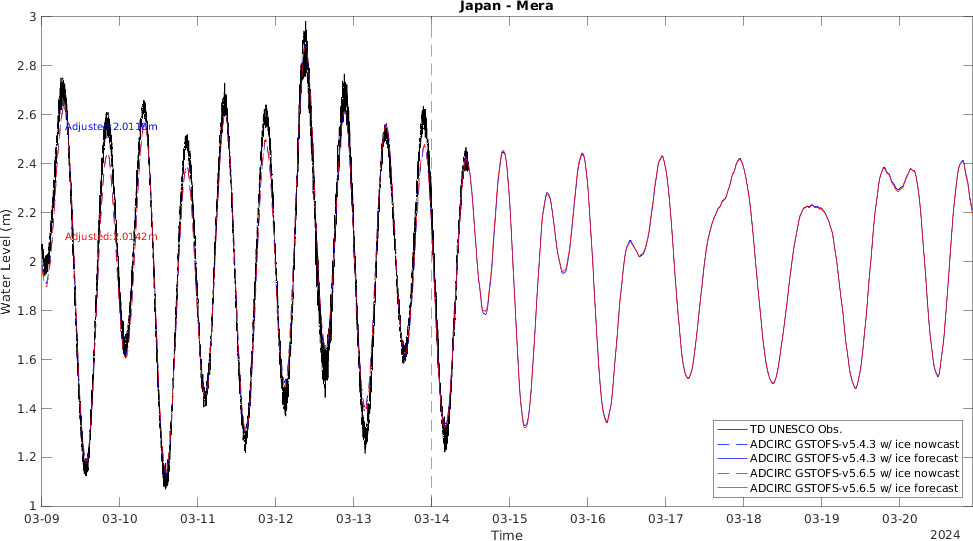 Japan - Mera
3
2.8
2.6
2.4
2.2
2
1.8
1.6
1.4
1.2
1
Water Level (m)
Adjusted:2.0142m
03-09 03-10 03-11 03-12 03-13 03-14 03-15 03-16 03-17 03-18 03-19 03-20
Time
2024
TD UNESCO Obs.
ADCIRC GSTOFS-v5.4.3 w/ ice nowcast
ADCIRC GSTOFS-v5.4.3 w/ ice forecast
ADCIRC GSTOFS-v5.6.5 w/ ice nowcast
ADCIRC GSTOFS-v5.6.5 w/ ice forecast